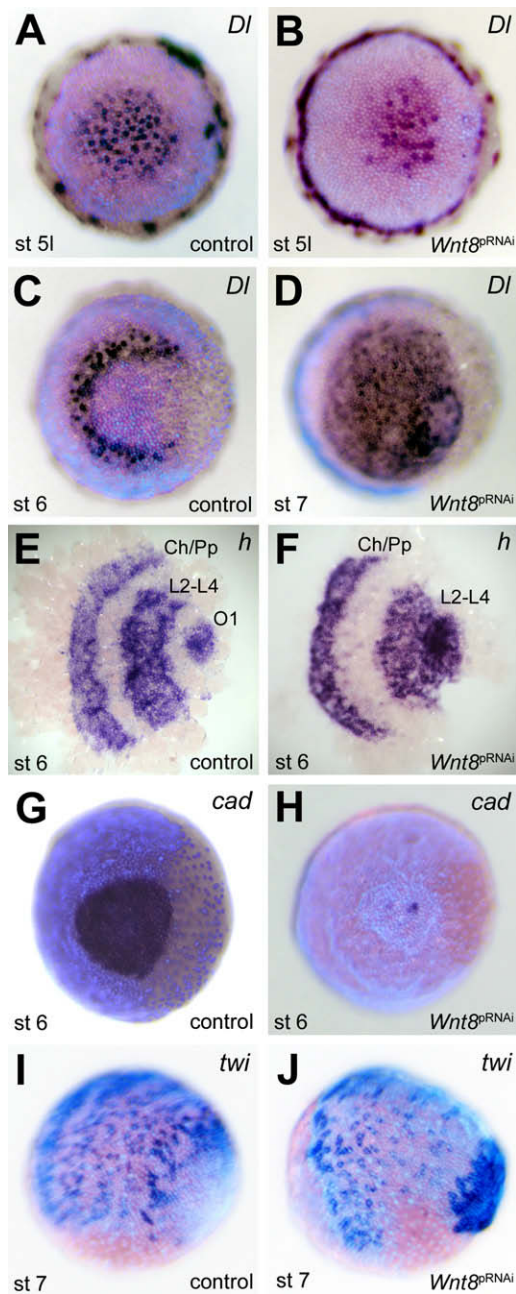 A Dl
st 5l control
B Dl
st 5l Wnt8pRNAi
C Dl
st 6 control
D Dl
st 7 Wnt8pRNAi
E Ch/Pp h
L2-L4
O1
st 6 control
F Ch/Pp h
L2-L4
st 6 Wnt8pRNAi
G cad
st 6 control
H cad
st 6 Wnt8pRNAi
I twi
st 7 control
J twi
st 7 Wnt8pRNAi